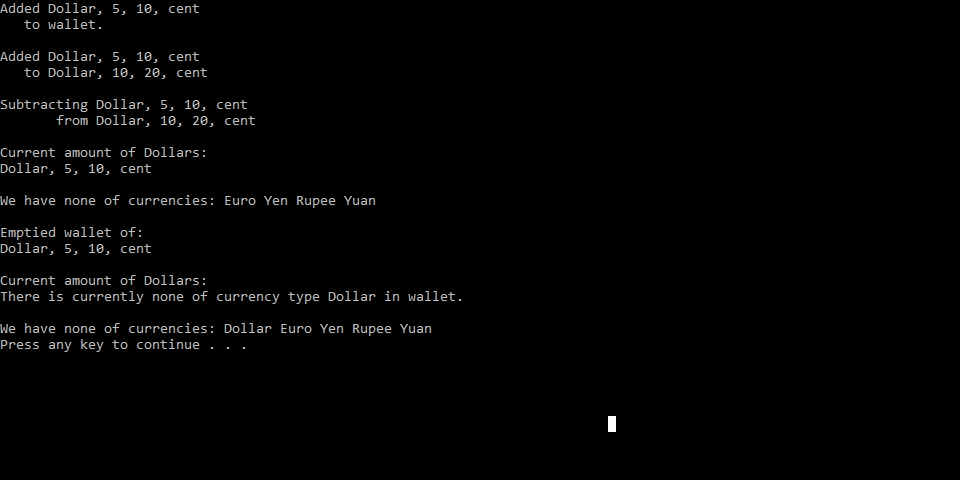 Added Dollar, 5, 10, cent
to wallet.
Added Dollar, 5, 10, cent
to Dollar, 10, 20, cent
Subtracting Dollar, 5, 10, cent
from Dollar, 10, 20, cent
Current amount of Dollars:
Dollar, 5, 10, cent
We have none of currencies: Euro Yen Rupee Yuan
Emptied wallet of:
Dollar, 5, 10, cent
Current amount of Dollars:
There is currently none of currency type Dollar in wallet.
We have none of currencies: Dollar Euro Yen Rupee Yuan
Press any key to continue . . .